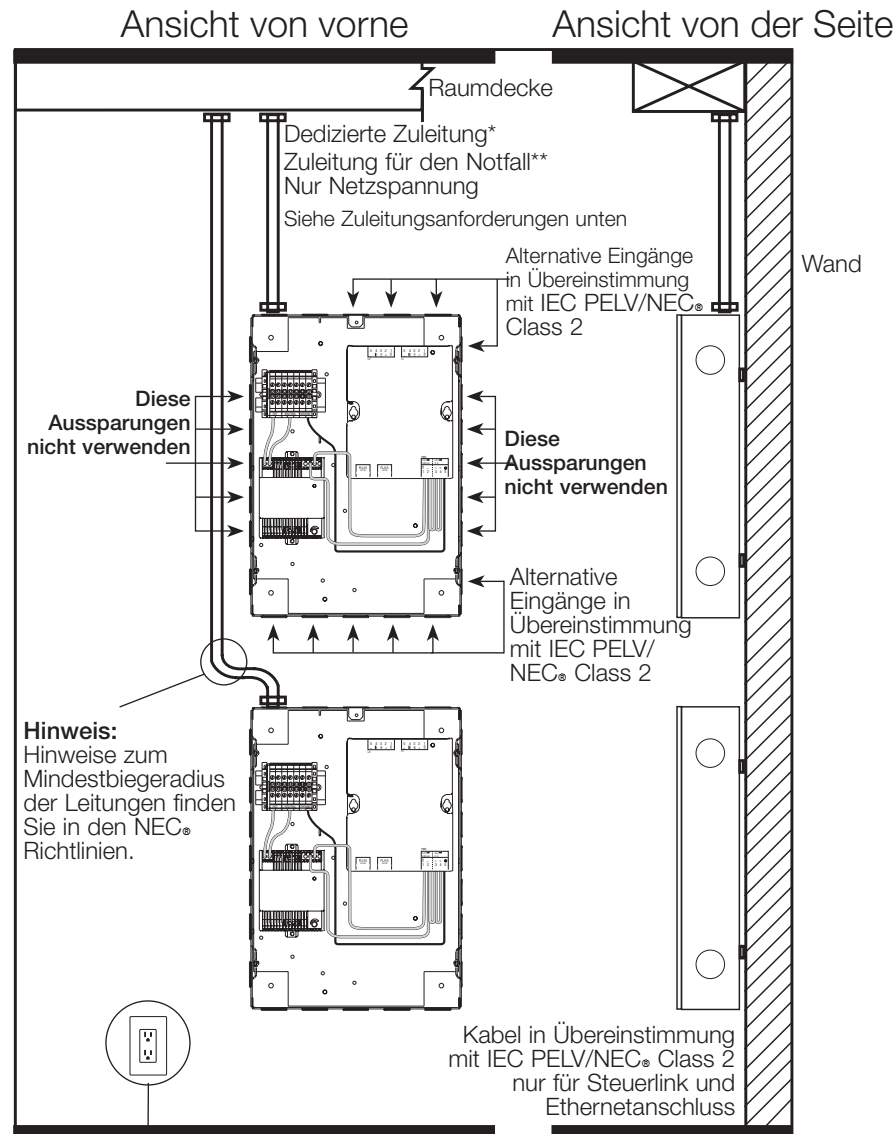 Ansicht von vorne
Ansicht von der Seite
Raumdecke
Dedizierte Zuleitung*
Zuleitung für den Notfall**
Nur Netzspannung
Siehe Zuleitungsanforderungen unten
Alternative Eingänge
in Übereinstimmung
mit IEC PELV/NEC®
Class 2
Wand
Diese
Aussparungen
nicht verwenden
Diese
Aussparungen
nicht verwenden
Alternative
Eingänge in
Übereinstimmung
mit IEC PELV/
NEC® Class 2
Hinweis:
Hinweise zum
Mindestbiegeradius
der Leitungen finden
Sie in den NEC®
Richtlinien.
Kabel in Übereinstimmung
mit IEC PELV/NEC® Class 2
nur für Steuerlink und
Ethernetanschluss